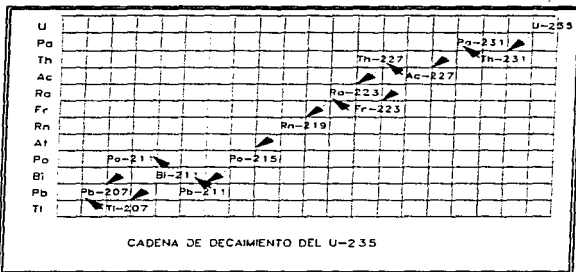 U U-235
Pa Pa-231
Th Th-227 Th-231
Ac Ac-227
Ra Ra-223
Fr Fr-223
Rn Rn-219
At
Po Po-211 Po-215
Bi Bi-211
Pb Pb-207 Pb-211
Tl Tl-207
CADENA DE DECAIMIENTO DEL U-235